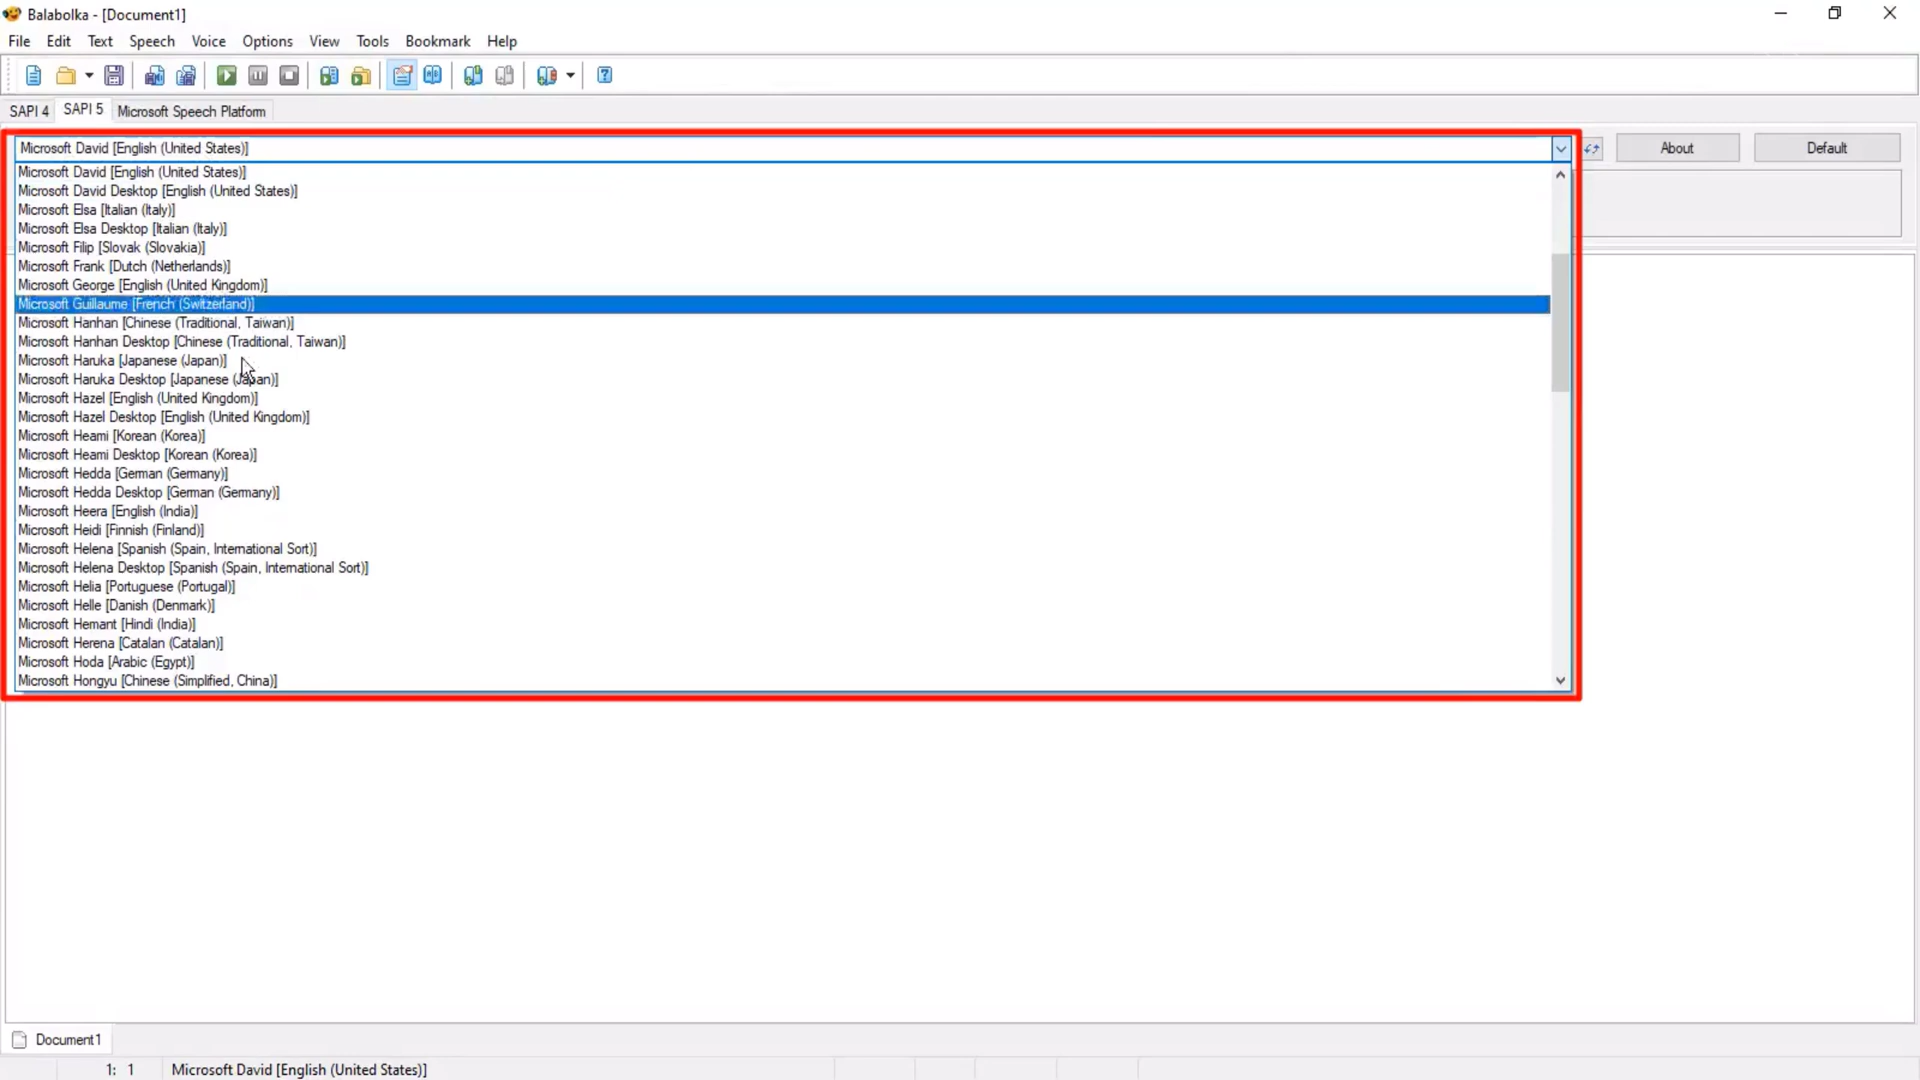 Balabolka - [Document1]
File Edit Text Speech Voice Options View Tools Bookmark Help
SAPI 4 SAPI 5 Microsoft Speech Platform
Microsoft David [English (United States)] About Default
Microsoft David [English (United States)]
Microsoft David Desktop [English (United States)]
Microsoft Elsa [Italian (Italy)]
Microsoft Elsa Desktop [Italian (Italy)]
Microsoft Filip [Slovak (Slovakia)]
Microsoft Frank [Dutch (Netherlands)]
Microsoft George [English (United Kingdom)]
Microsoft Guillaume [French (Switzerland)]
Microsoft Hanhan [Chinese (Traditional, Taiwan)]
Microsoft Hanhan Desktop [Chinese (Traditional, Taiwan)]
Microsoft Haruka [Japanese (Japan)]
Microsoft Haruka Desktop [Japanese (Japan)]
Microsoft Hazel [English (United Kingdom)]
Microsoft Hazel Desktop [English (United Kingdom)]
Microsoft Heami [Korean (Korea)]
Microsoft Heami Desktop [Korean (Korea)]
Microsoft Hedda [German (Germany)]
Microsoft Hedda Desktop [German (Germany)]
Microsoft Heera [English (India)]
Microsoft Heidi [Finnish (Finland)]
Microsoft Helena [Spanish (Spain, International Sort)]
Microsoft Helena Desktop [Spanish (Spain, International Sort)]
Microsoft Helia [Portuguese (Portugal)]
Microsoft Helle [Danish (Denmark)]
Microsoft Hemant [Hindi (India)]
Microsoft Herena [Catalan (Catalan)]
Microsoft Hoda [Arabic (Egypt)]
Microsoft Hongyu [Chinese (Simplified, China)]
Document1
1: 1 Microsoft David [English (United States)]